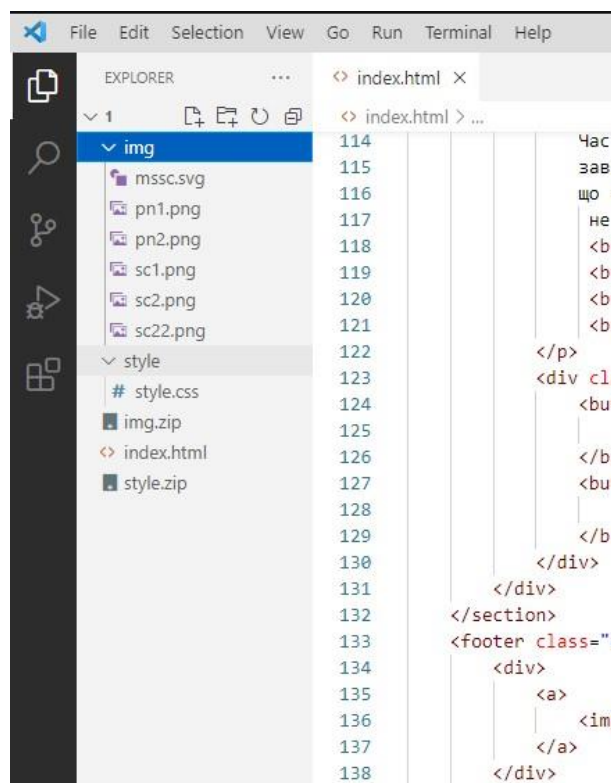 File Edit Selection View Go Run Terminal Help
EXPLORER ... <> index.html ×
1 <> index.html > ...
img
mssc.svg
pn1.png
pn2.png
sc1.png
sc2.png
sc22.png
style
# style.css
img.zip
<> index.html
style.zip
114 Час
115 зав
116 що
117 не
118 <b
119 <b
120 <b
121 <b
122 </p>
123 <div cl
124 <bu
125
126 </b
127 <bu
128
129 </b
130 </div>
131 </div>
132 </section>
133 <footer class="
134 <div>
135 <a>
136 <im
137 </a>
138 </div>